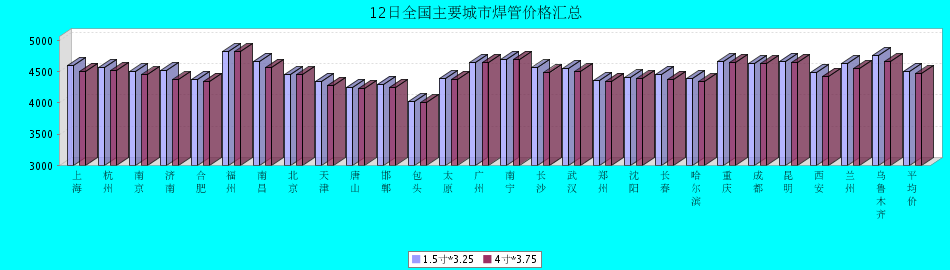 12日全国主要城市焊管价格汇总
5000
4500
4000
3500
3000
上海
杭州
南京
济南
合肥
福州
南昌
北京
天津
唐山
邯郸
包头
太原
广州
南宁
长沙
武汉
郑州
沈阳
长春
哈尔滨
重庆
成都
昆明
西安
兰州
乌鲁木齐
平均价
1.5寸*3.25
4寸*3.75